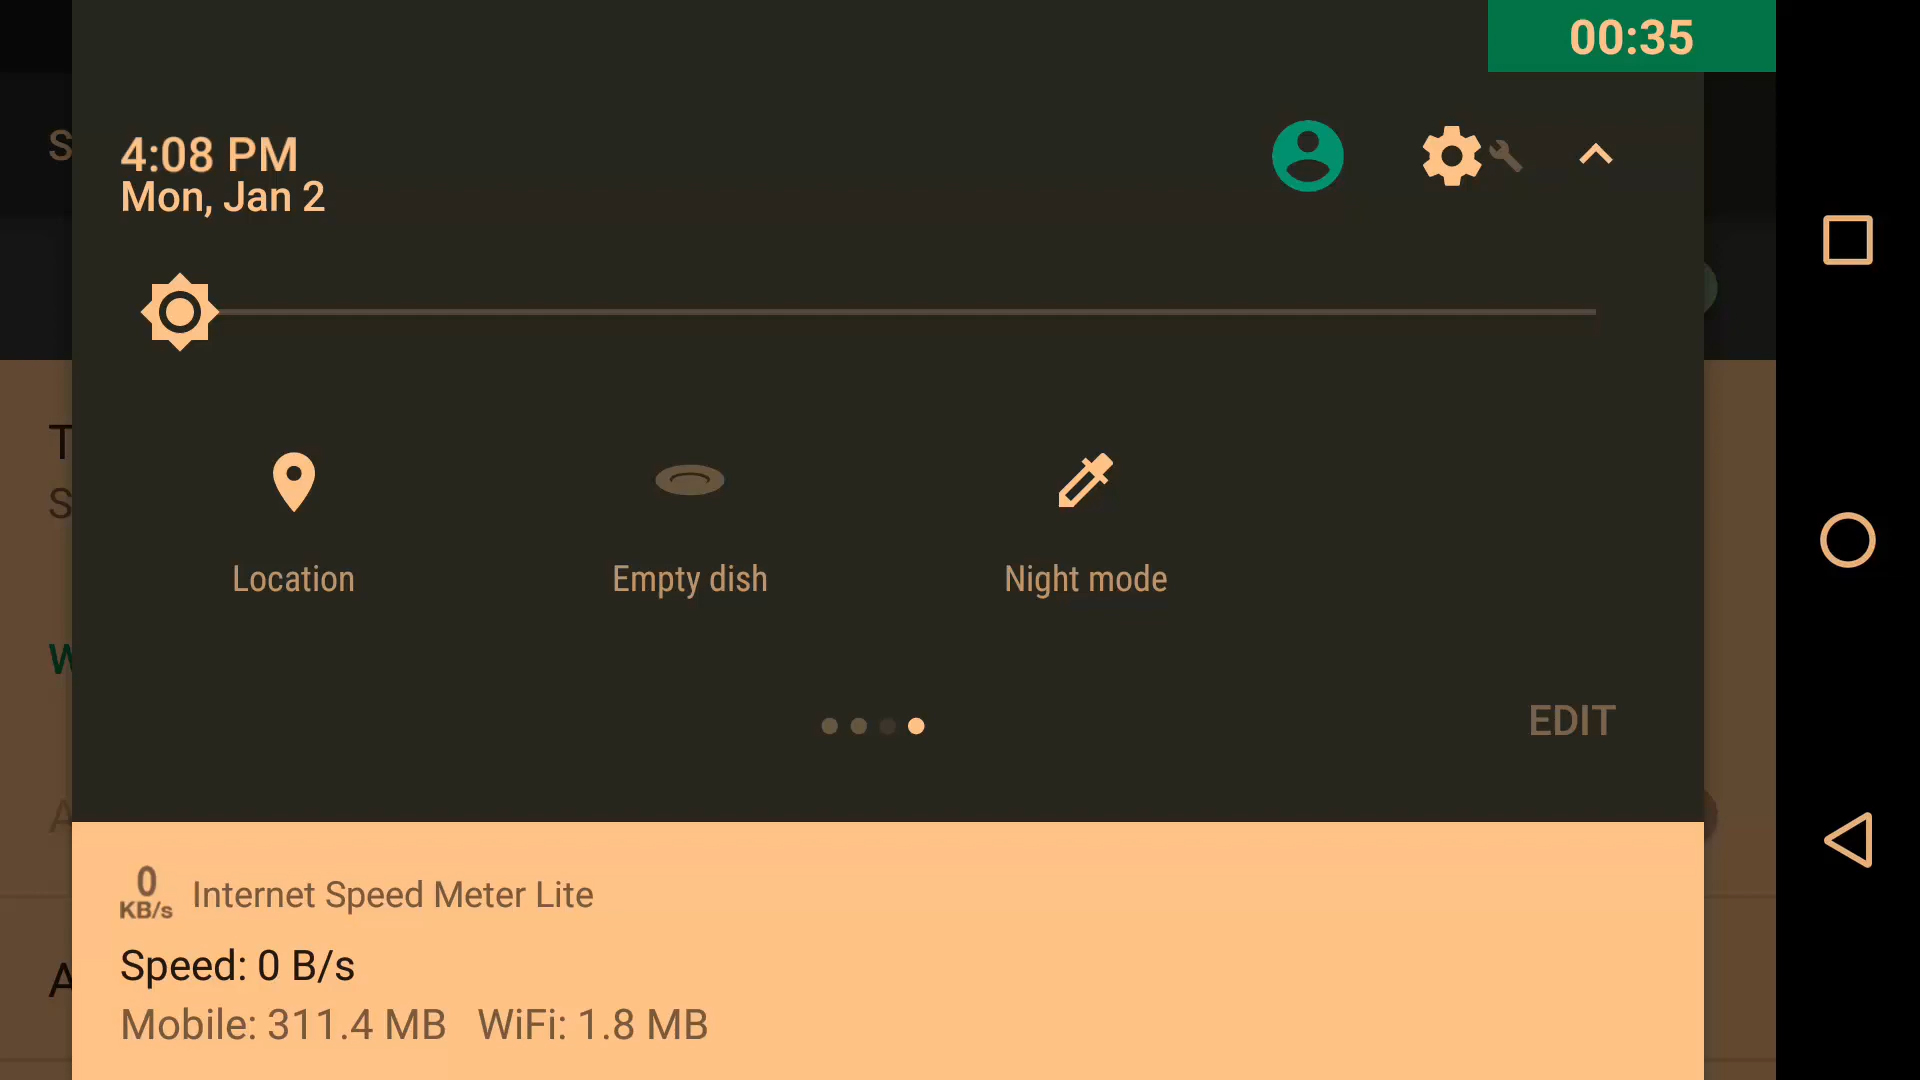 00:35
4:08 PM
Mon, Jan 2
Location
Empty dish
Night mode
EDIT
0
KB/s
Internet Speed Meter Lite
Speed: 0 B/s
Mobile: 311.4 MB WiFi: 1.8 MB